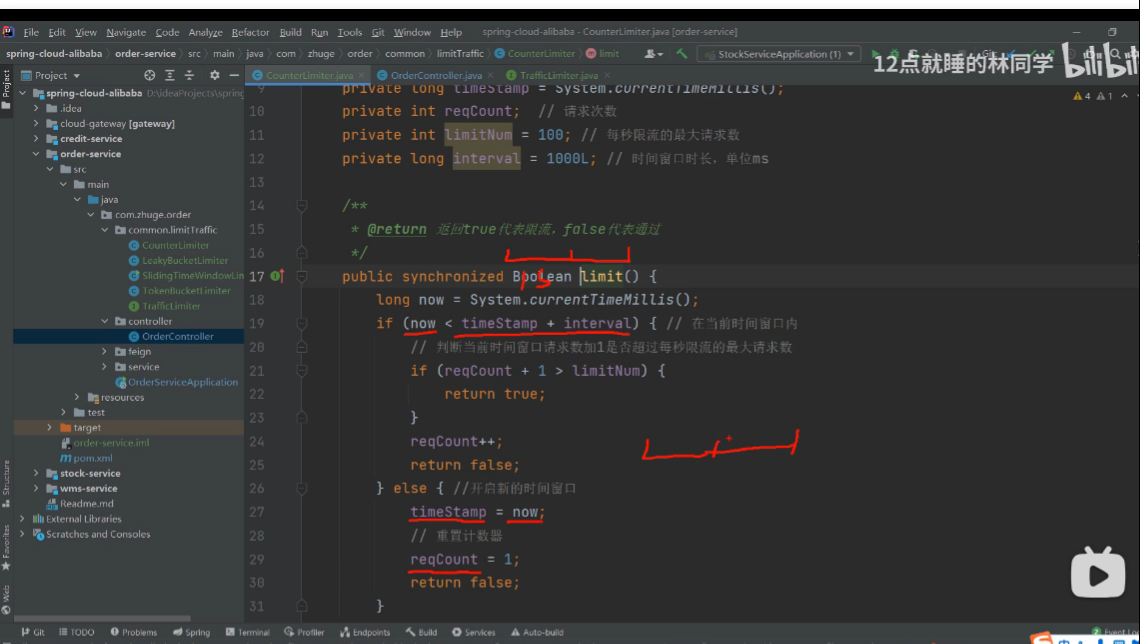 File Edit View Navigate Code Analyze Refactor Build Run Tools Git Window Help spring-cloud-alibaba - CounterLimiter.java [order-service]
spring-cloud-alibaba order-service src main java com zhuge order common limitTraffic CounterLimiter limit StockServiceApplication (1)
12点就睡的林同学 bilibili
Project
CounterLimiter.java OrderController.java TrafficLimiter.java
4 1
spring-cloud-alibaba D:\ideaProjects\spring
.idea
cloud-gateway [gateway]
credit-service
order-service
src
main
java
com.zhuge.order
common.limitTraffic
CounterLimiter
LeakyBucketLimiter
SlidingTimeWindowLim
TokenBucketLimiter
TrafficLimiter
controller
OrderController
feign
service
OrderServiceApplication
resources
test
target
order-service.iml
pom.xml
stock-service
wms-service
Readme.md
External Libraries
Scratches and Consoles
Project
Structure
Favorites
Web
9 private long timeStamp = System.currentTimeMillis();
10 private int reqCount; // 请求次数
11 private int limitNum = 100; // 每秒限流的最大请求数
12 private long interval = 1000L; // 时间窗口时长，单位ms
13
14 /**
15 * @return 返回true代表限流，false代表通过
16 */
17 public synchronized Boolean limit() {
18 long now = System.currentTimeMillis();
19 if (now < timeStamp + interval) { // 在当前时间窗口内
20 // 判断当前时间窗口请求数加1是否超过每秒限流的最大请求数
21 if (reqCount + 1 > limitNum) {
22 return true;
23 }
24 reqCount++;
25 return false;
26 } else { //开启新的时间窗口
27 timeStamp = now;
28 // 重置计数器
29 reqCount = 1;
30 return false;
31 }
Git TODO Problems Spring Terminal Profiler Endpoints Build Services Auto-build Event Lo